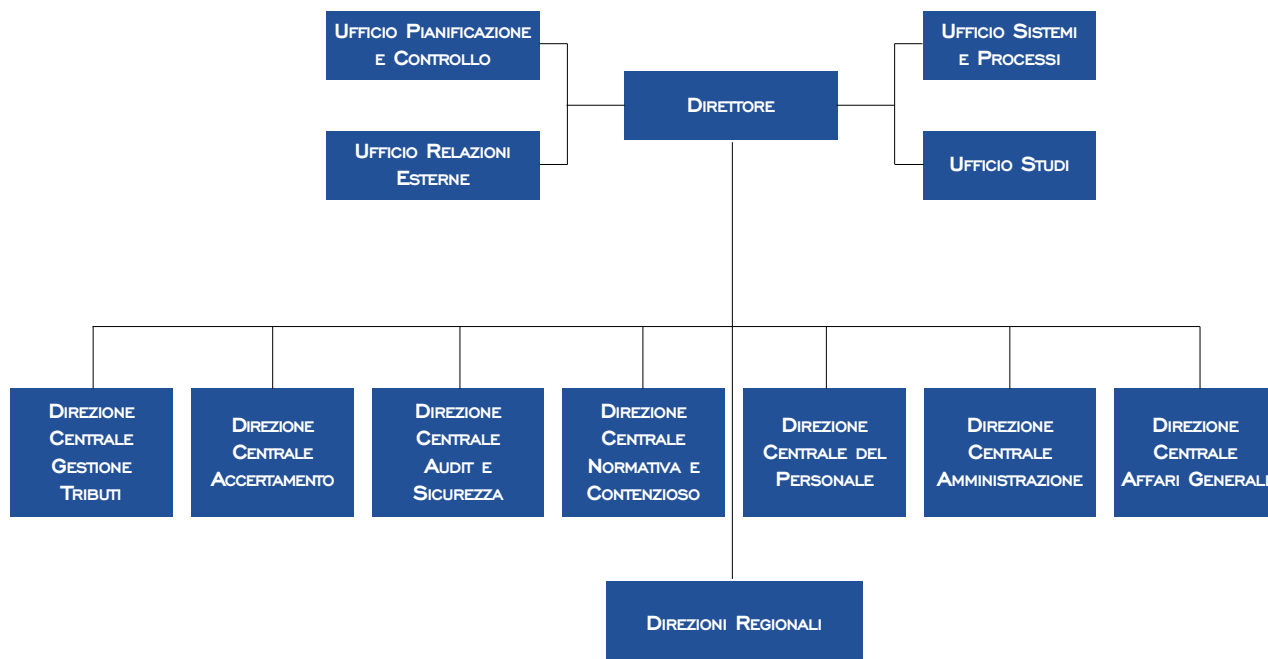 Ufficio Pianificazione
e Controllo
Ufficio Sistemi
e Processi
Direttore
Ufficio Relazioni
Esterne
Ufficio Studi
Direzione
Centrale
Gestione
Tributi
Direzione
Centrale
Accertamento
Direzione
Centrale
Audit e
Sicurezza
Direzione
Centrale
Normativa e
Contenzioso
Direzione
Centrale del
Personale
Direzione
Centrale
Amministrazione
Direzione
Centrale
Affari Generali
Direzioni Regionali